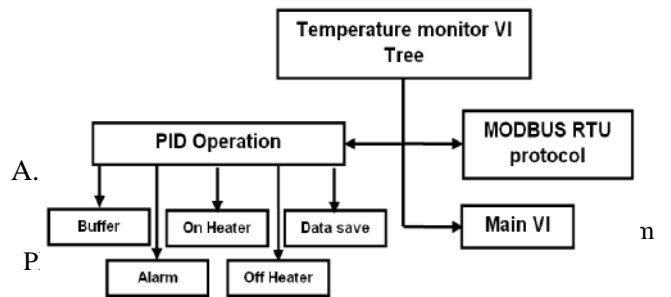 Temperature monitor VI
Tree
PID Operation
MODBUS RTU
protocol
A.
Buffer
On Heater
Data save
Main VI
n
P
Alarm
Off Heater